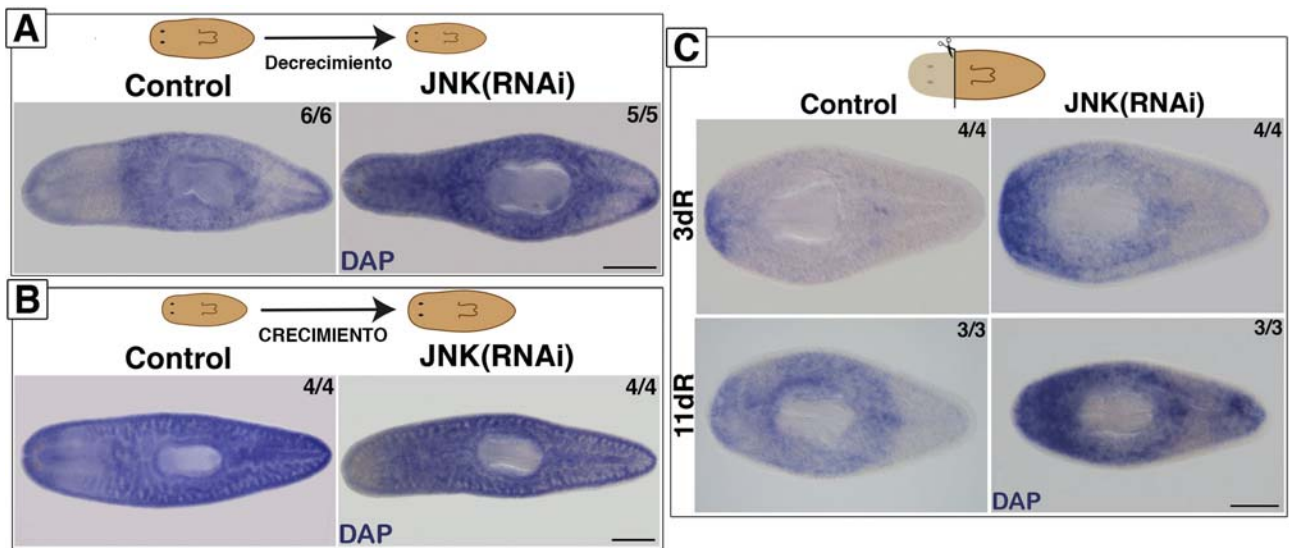 A
Decrecimiento
Control
JNK(RNAi)
6/6
5/5
DAP
B
CRECIMIENTO
Control
JNK(RNAi)
4/4
4/4
DAP
C
Control
JNK(RNAi)
3dR
4/4
4/4
11dR
3/3
3/3
DAP